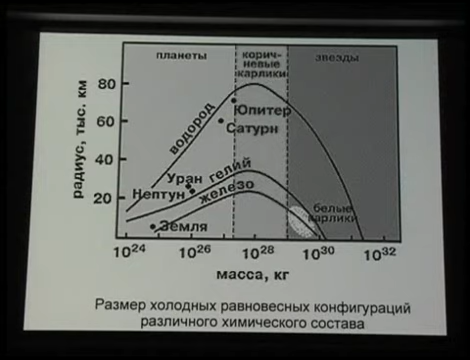 планеты
корич-
невые
карлики
звезды
80
60
40
20
радиус, тыс. км
водород
Юпитер
Сатурн
Уран
гелий
Нептун
железо
Земля
белые
карлики
10²⁴ 10²⁶ 10²⁸ 10³⁰ 10³²
масса, кг
Размер холодных равновесных конфигураций
различного химического состава